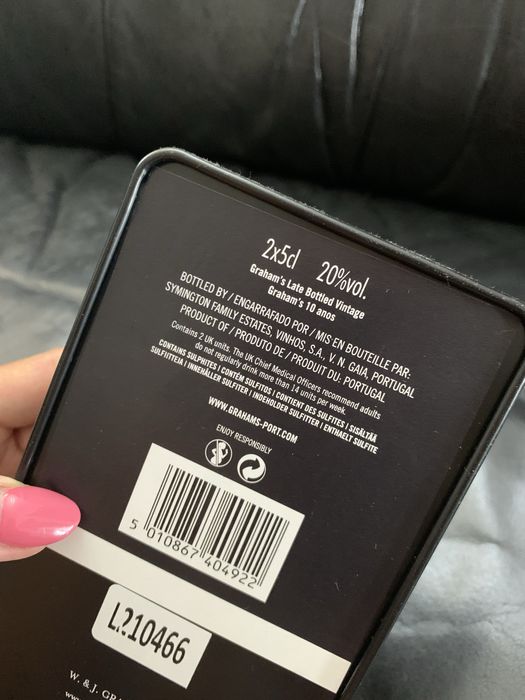 2x5cl 20%vol.
Graham's Late Bottled Vintage
Graham's 10 anos
BOTTLED BY / ENGARRAFADO POR / MIS EN BOUTEILLE PAR:
SYMINGTON FAMILY ESTATES, VINHOS, S.A., V. N. GAIA, PORTUGAL
PRODUCT OF / PRODUTO DE / PRODUIT DU: PORTUGAL
Contains 2 UK units. The UK Chief Medical Officers recommend adults
do not regularly drink more than 14 units per week.
CONTAINS SULPHITES | CONTÉM SULFITOS | CONTIENT DES SULFITES | SISÄLTÄÄ
SULFIITTEJA | INNEHÅLLER SULFITER | INDEHOLDER SULFITTER | ENTHAELT SULFITE
WWW.GRAHAMS-PORT.COM
ENJOY RESPONSIBLY
5 010867 404922
L210466
W. & J. GRA
www.